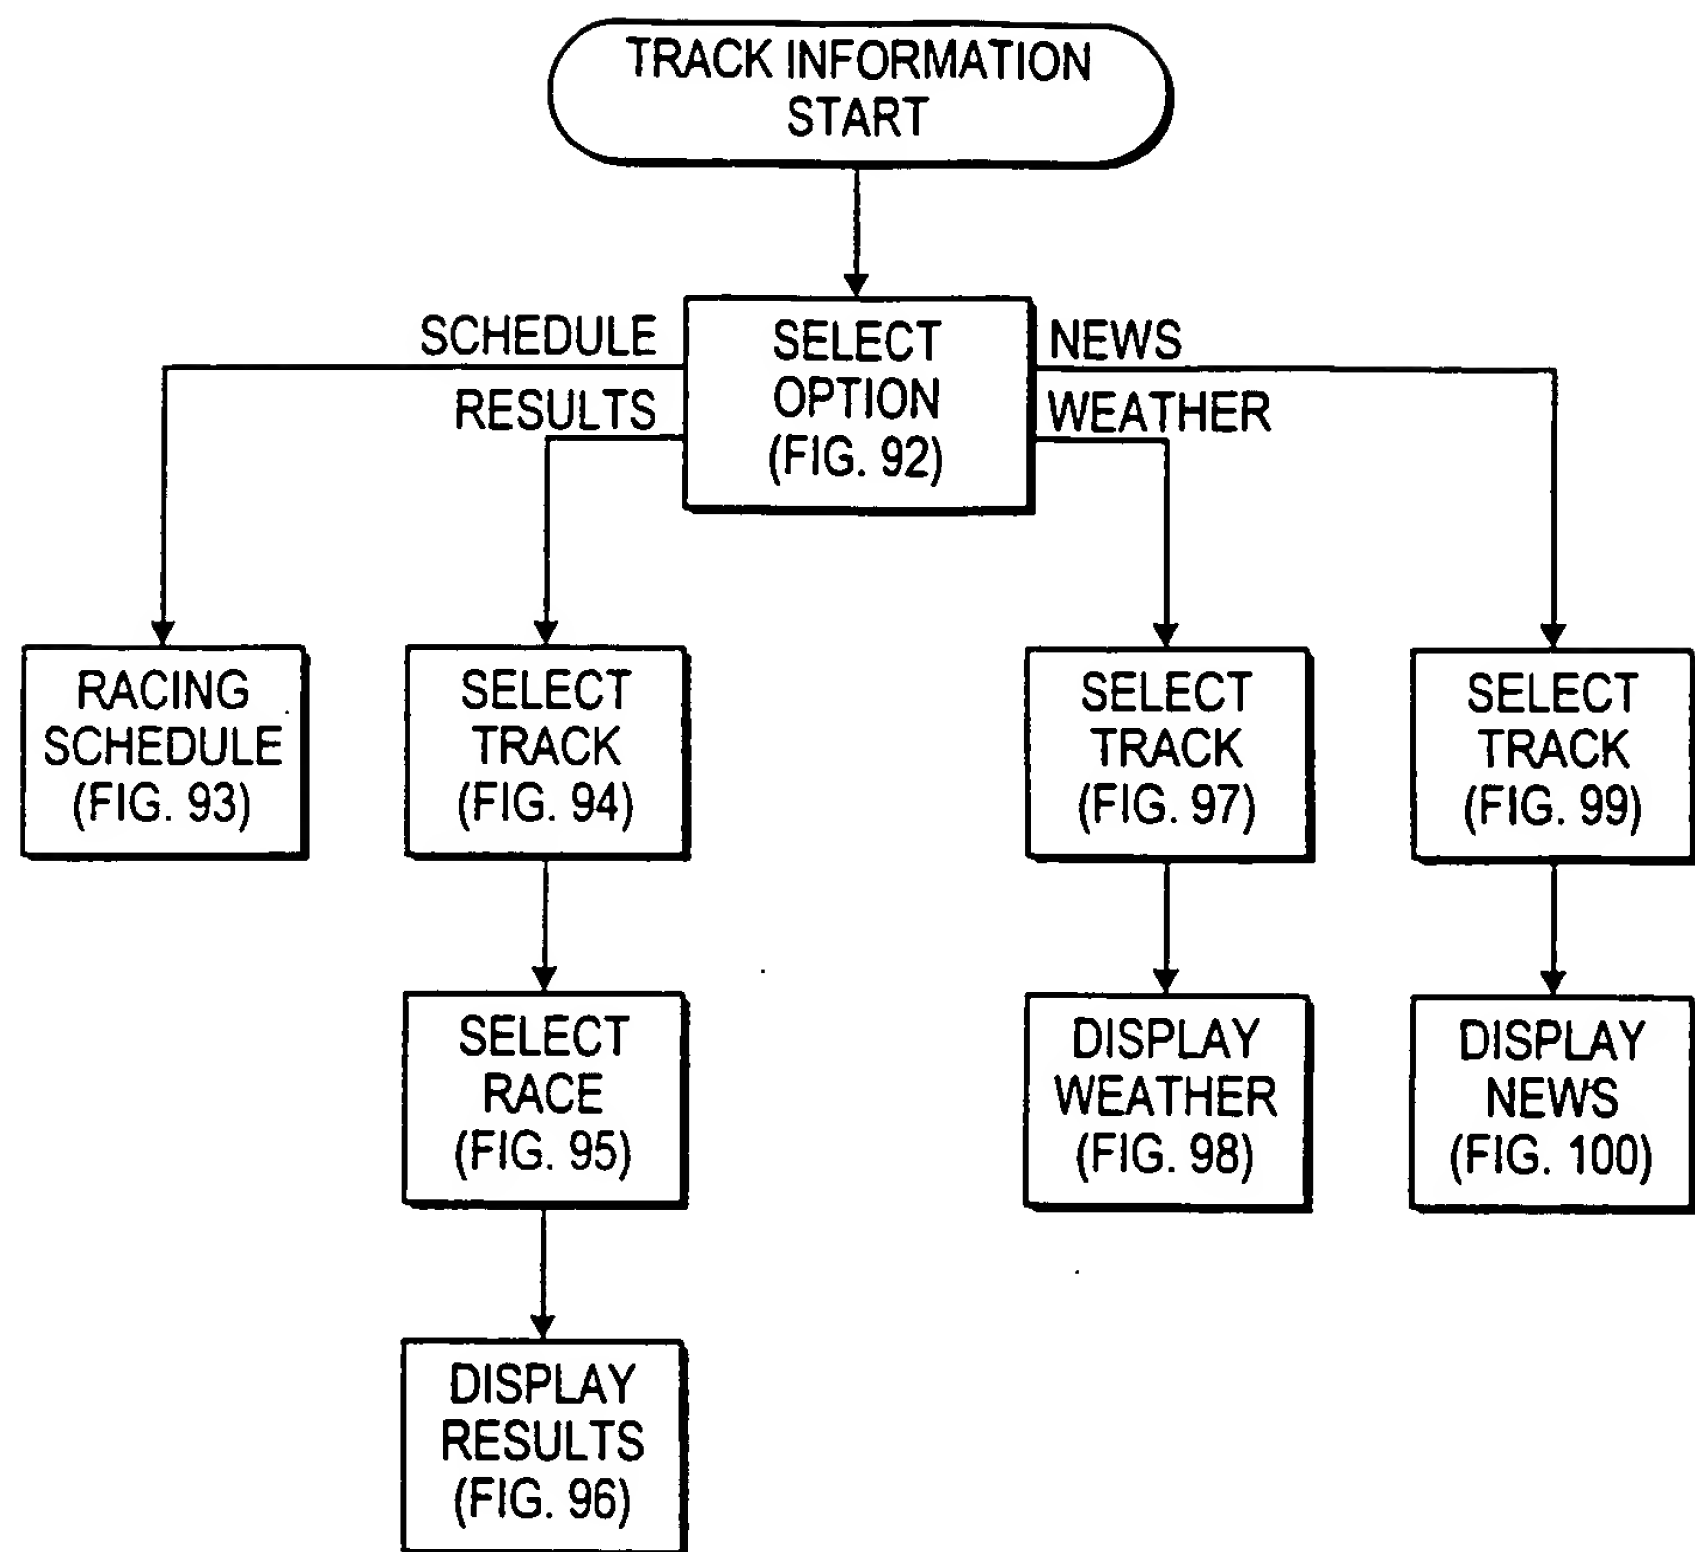 TRACK INFORMATION
START
SCHEDULE
RESULTS
SELECT
OPTION
(FIG. 92)
NEWS
WEATHER
RACING
SCHEDULE
(FIG. 93)
SELECT
TRACK
(FIG. 94)
SELECT
TRACK
(FIG. 97)
SELECT
TRACK
(FIG. 99)
SELECT
RACE
(FIG. 95)
DISPLAY
WEATHER
(FIG. 98)
DISPLAY
NEWS
(FIG. 100)
DISPLAY
RESULTS
(FIG. 96)